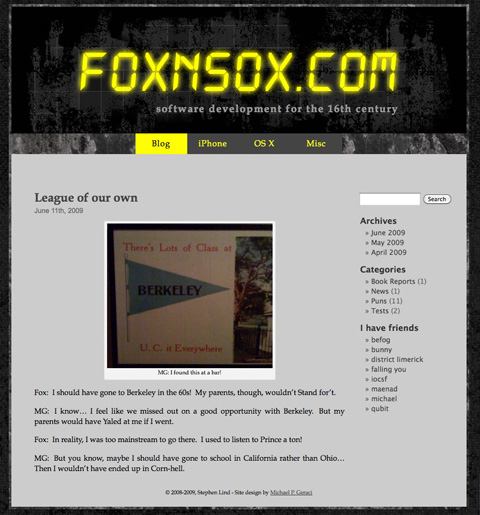 FOXNSOX.COM
software development for the 16th century
Blog iPhone OS X Misc
League of our own
June 11th, 2009
There's Lots of Class at
BERKELEY
U.C. it Everywhere
MG: I found this at a bar!
Fox: I should have gone to Berkeley in the 60s! My parents, though, wouldn't Stand for't.
MG: I know... I feel like we missed out on a good opportunity with Berkeley. But my
parents would have Yaled at me if I went.
Fox: In reality, I was too mainstream to go there. I used to listen to Prince a ton!
MG: But you know, maybe I should have gone to school in California rather than Ohio...
Then I wouldn't have ended up in Corn-hell.
Search
Archives
» June 2009
» May 2009
» April 2009
Categories
» Book Reports (1)
» News (1)
» Puns (11)
» Tests (2)
I have friends
» befog
» bunny
» district limerick
» falling you
» iocsf
» maenad
» michael
» qubit
© 2008-2009, Stephen Lind - Site design by Michael P. Geraci